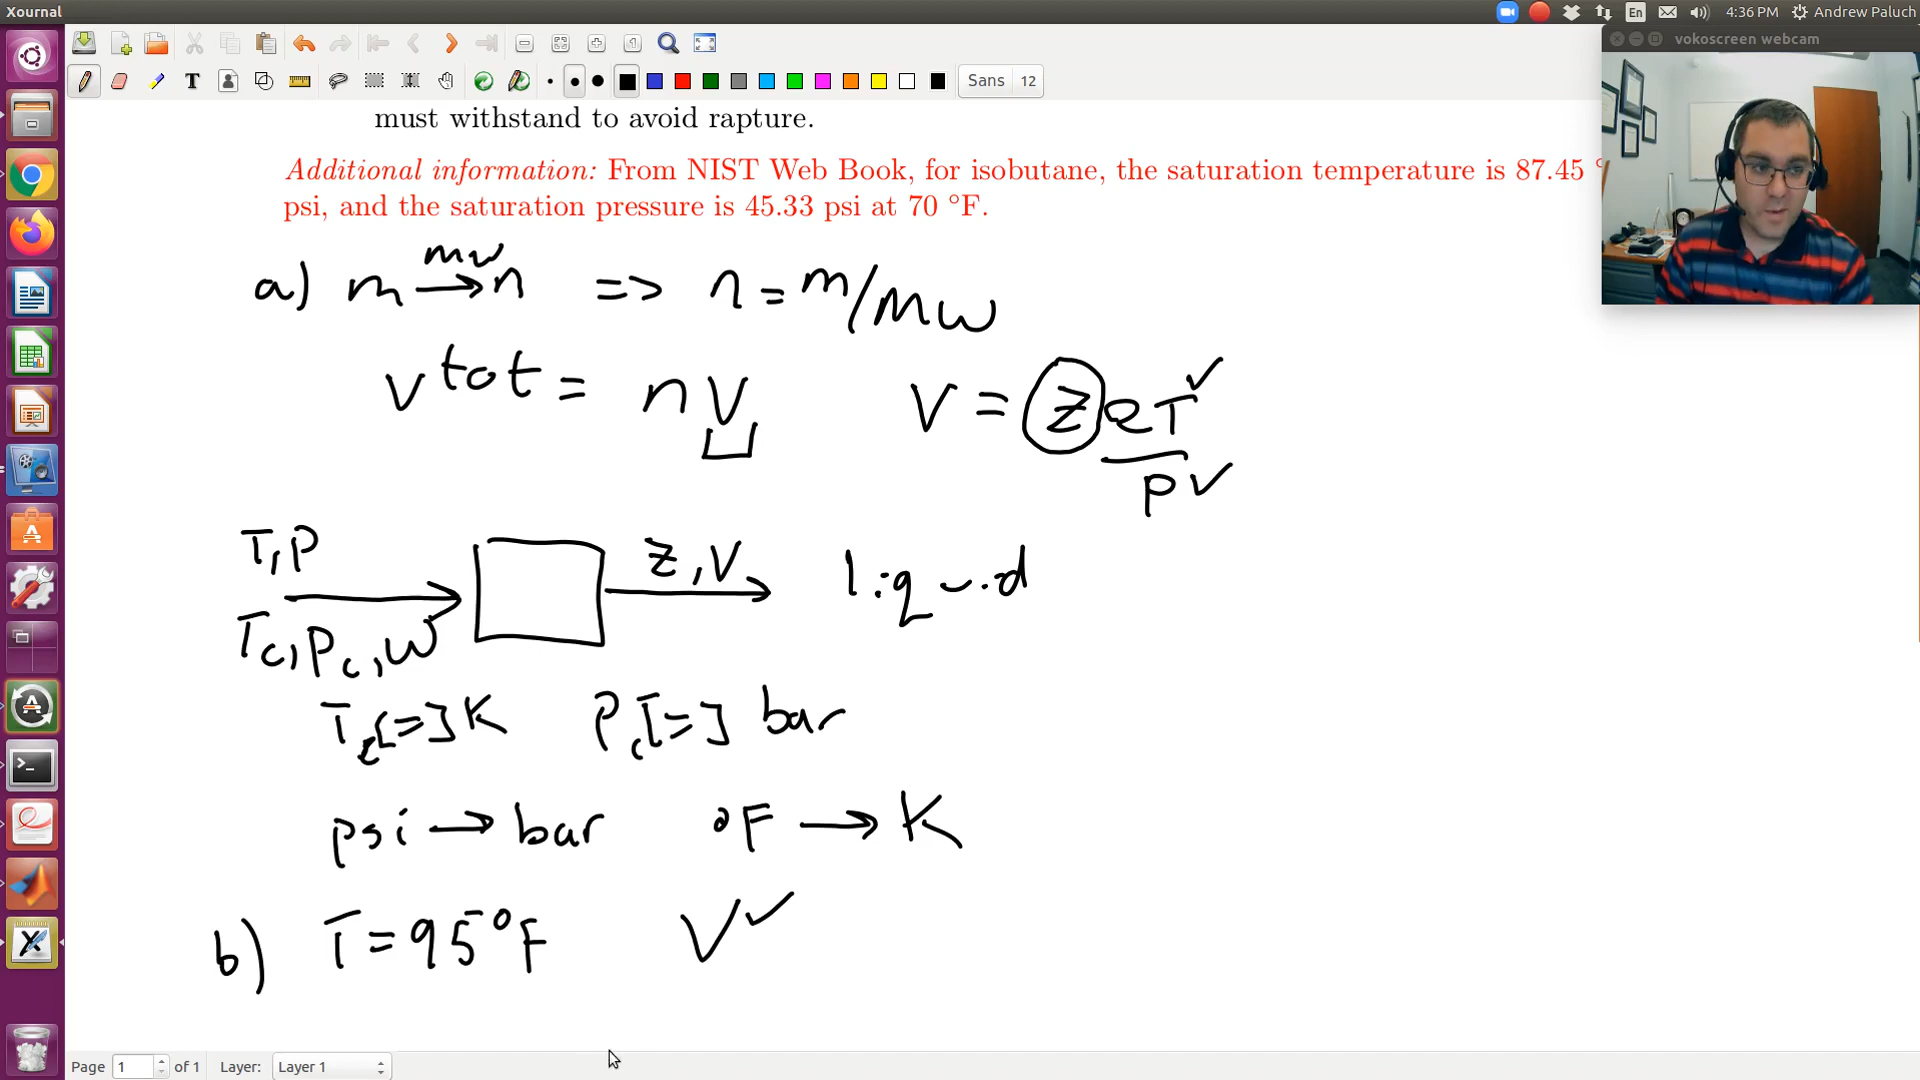 Xournal
En
4:36 PM
Andrew Paluch
vokoscreen webcam
Sans 12
must withstand to avoid rapture.
Additional information: From NIST Web Book, for isobutane, the saturation temperature is 87.45 °
psi, and the saturation pressure is 45.33 psi at 70 °F.
a) m MW→ n => n = m/MW
V tot = nV V = ZRT✓
P✓
T, P Z, V liquid
Tc, Pc, ω
Tc [=] K Pc [=] bar
psi → bar °F → K
b) T = 95°F V✓
Page 1 of 1 Layer: Layer 1